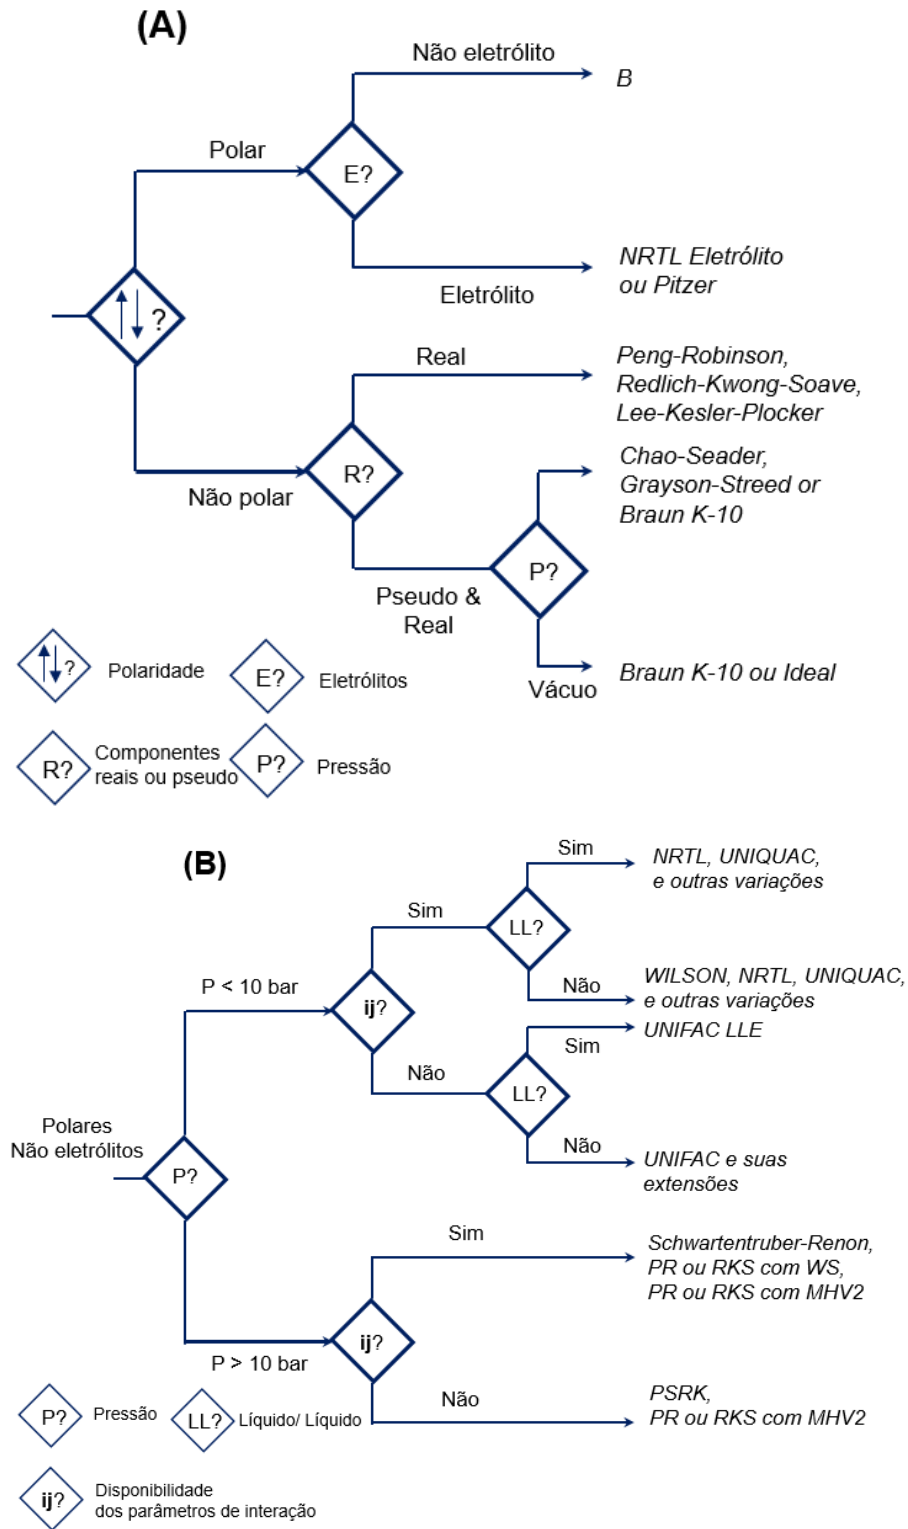 (A)
Não eletrólito
B
Polar
E?
NRTL Eletrólito
ou Pitzer
Eletrólito
?
Real
Peng-Robinson,
Redlich-Kwong-Soave,
Lee-Kesler-Plocker
R?
Não polar
Chao-Seader,
Grayson-Streed or
Braun K-10
P?
Pseudo &
Real
Vácuo
Braun K-10 ou Ideal
?
Polaridade
E?
Eletrólitos
R?
Componentes
reais ou pseudo
P?
Pressão
(B)
Sim
NRTL, UNIQUAC,
e outras variações
Sim
LL?
P < 10 bar
Não
WILSON, NRTL, UNIQUAC,
e outras variações
ij?
UNIFAC LLE
Sim
Não
LL?
Polares
Não eletrólitos
Não
UNIFAC e suas
extensões
P?
Sim
Schwartentruber-Renon,
PR ou RKS com WS,
PR ou RKS com MHV2
ij?
P > 10 bar
Não
PSRK,
PR ou RKS com MHV2
P?
Pressão
LL?
Líquido/ Líquido
ij?
Disponibilidade
dos parâmetros de interação